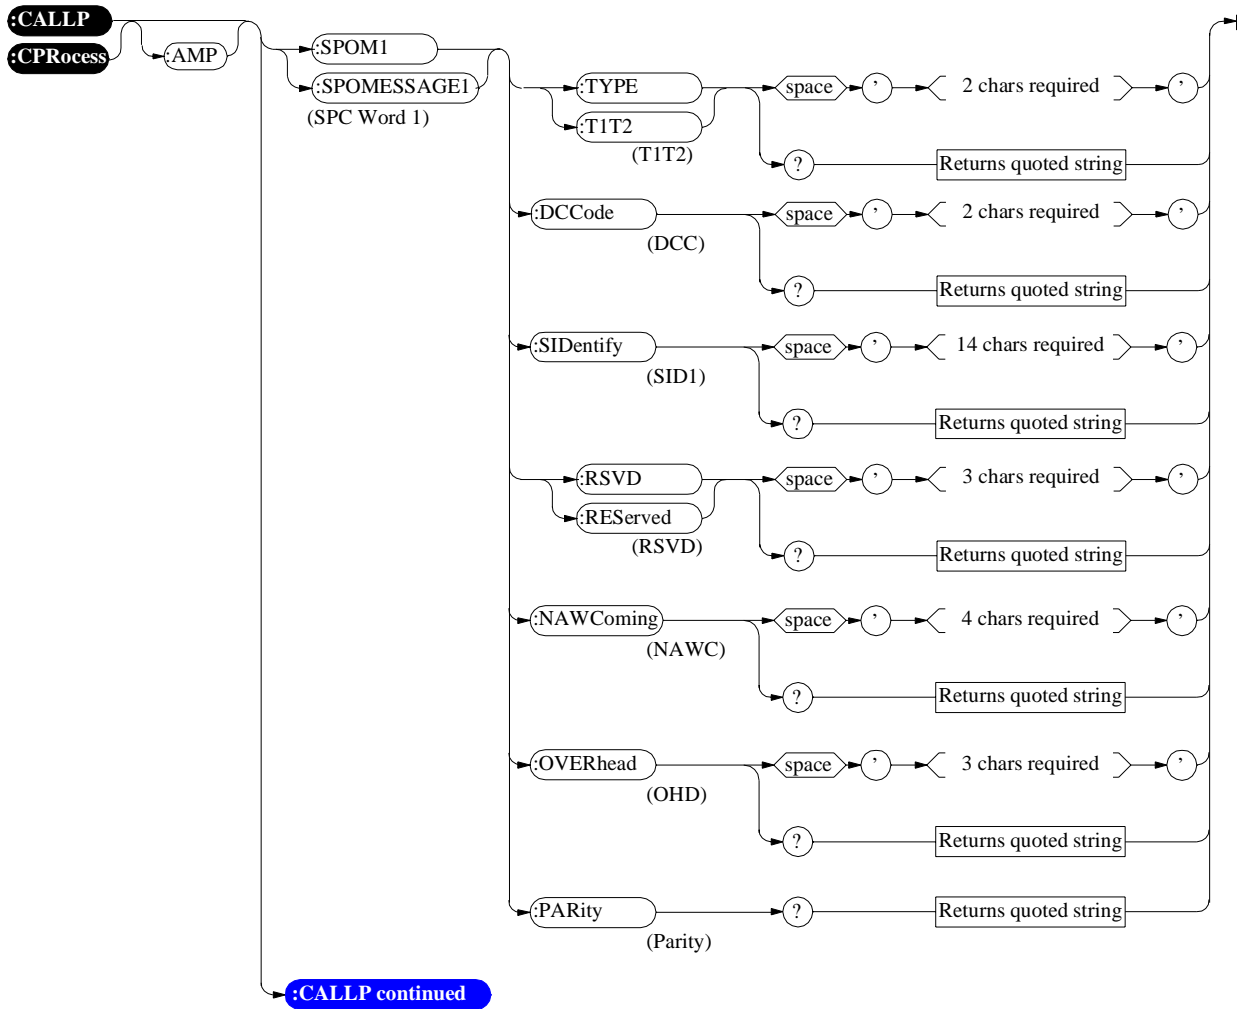 :CALLP
:CPRocess
:AMP
:SPOM1
:SPOMESSAGE1
(SPC Word 1)
:TYPE
:T1T2
(T1T2)
space ’ 2 chars required ’
? Returns quoted string
:DCCode
(DCC)
space ’ 2 chars required ’
? Returns quoted string
:SIDentify
(SID1)
space ’ 14 chars required ’
? Returns quoted string
:RSVD
:REServed
(RSVD)
space ’ 3 chars required ’
? Returns quoted string
:NAWComing
(NAWC)
space ’ 4 chars required ’
? Returns quoted string
:OVERhead
(OHD)
space ’ 3 chars required ’
? Returns quoted string
:PARity
(Parity)
? Returns quoted string
:CALLP continued